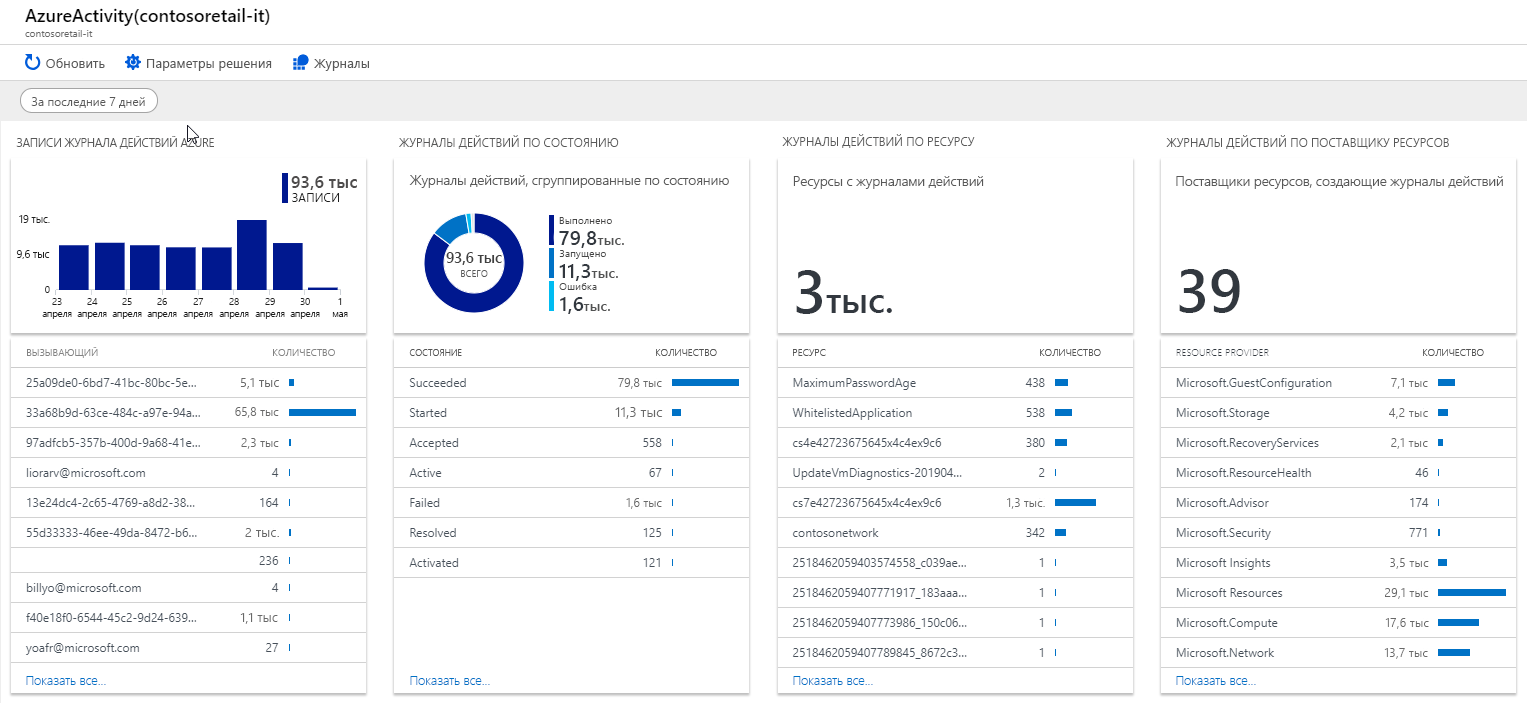 AzureActivity(contosoretail-it)
contosoretail-it
Обновить Параметры решения Журналы
За последние 7 дней
ЗАПИСИ ЖУРНАЛА ДЕЙСТВИЙ AZURE
93,6 тыс
ЗАПИСИ
19 тыс.
9,6 тыс
0
23 24 25 26 27 28 29 30 1
апреля апреля апреля апреля апреля апреля апреля апреля мая
ВЫЗЫВАЮЩИЙ КОЛИЧЕСТВО
25a09de0-6bd7-41bc-80bc-5e... 5,1 тыс
33a68b9d-63ce-484c-a97e-94a... 65,8 тыс
97adfcb5-357b-400d-9a68-41e... 2,3 тыс
liorarv@microsoft.com 4
13e24dc4-2c65-4769-a8d2-38... 164
55d33333-46ee-49da-8472-b6... 2 тыс.
236
billyo@microsoft.com 4
f40e18f0-6544-45c2-9d24-639... 1,1 тыс
yoafr@microsoft.com 27
Показать все...
ЖУРНАЛЫ ДЕЙСТВИЙ ПО СОСТОЯНИЮ
Журналы действий, сгруппированные по состоянию
93,6 тыс
ВСЕГО
Выполнено
79,8тыс.
Запущено
11,3тыс.
Ошибка
1,6тыс.
СОСТОЯНИЕ КОЛИЧЕСТВО
Succeeded 79,8 тыс
Started 11,3 тыс
Accepted 558
Active 67
Failed 1,6 тыс
Resolved 125
Activated 121
Показать все...
ЖУРНАЛЫ ДЕЙСТВИЙ ПО РЕСУРСУ
Ресурсы с журналами действий
3тыс.
РЕСУРС КОЛИЧЕСТВО
MaximumPasswordAge 438
WhitelistedApplication 538
cs4e42723675645x4c4ex9c6 380
UpdateVmDiagnostics-201904... 2
cs7e42723675645x4c4ex9c6 1,3 тыс.
contosonetwork 342
2518462059403574558_c039ae... 1
2518462059407771917_183aaa... 1
2518462059407773986_150c06... 1
2518462059407789845_8672c3... 1
Показать все...
ЖУРНАЛЫ ДЕЙСТВИЙ ПО ПОСТАВЩИКУ РЕСУРСОВ
Поставщики ресурсов, создающие журналы действий
39
RESOURCE PROVIDER КОЛИЧЕСТВО
Microsoft.GuestConfiguration 7,1 тыс
Microsoft.Storage 4,2 тыс
Microsoft.RecoveryServices 2,1 тыс
Microsoft.ResourceHealth 46
Microsoft.Advisor 174
Microsoft.Security 771
Microsoft Insights 3,5 тыс
Microsoft Resources 29,1 тыс
Microsoft.Compute 17,6 тыс
Microsoft.Network 13,7 тыс
Показать все...